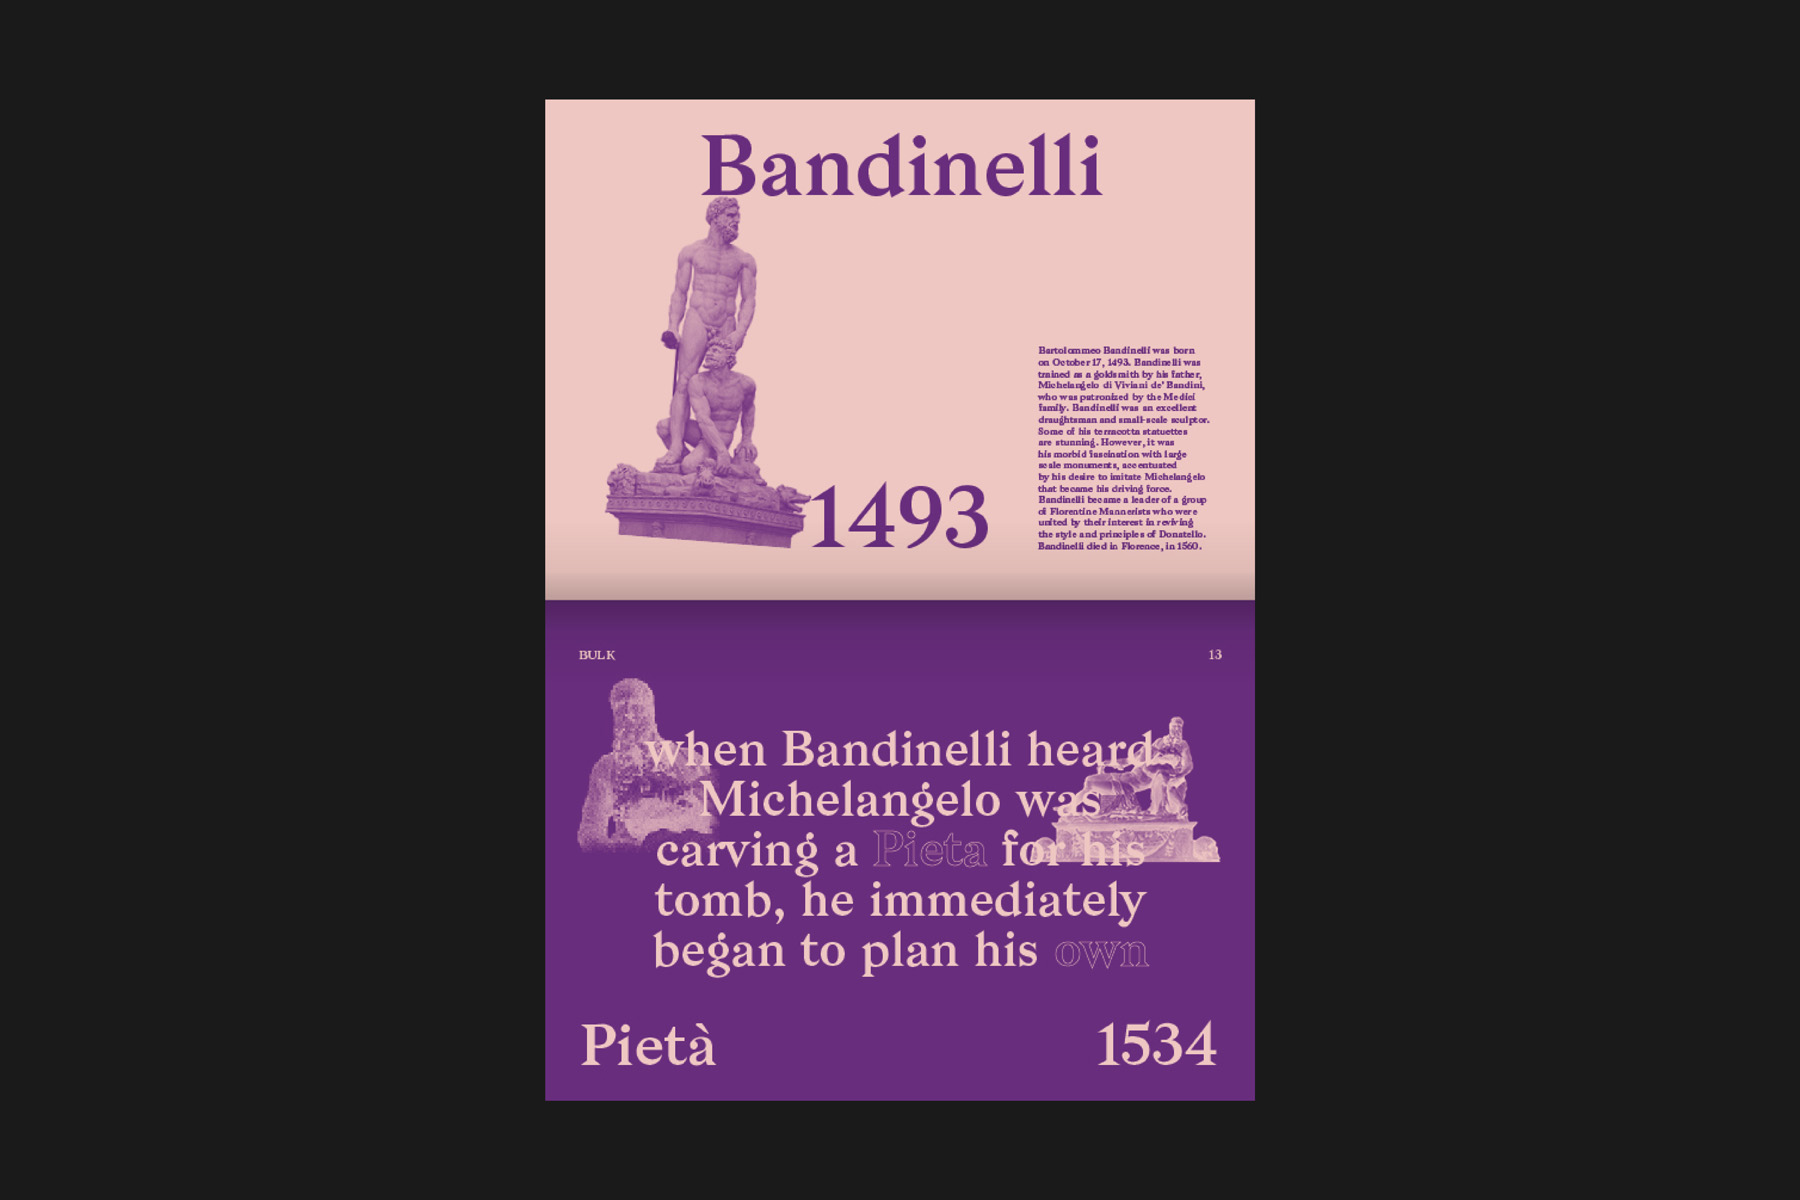 Bandinelli
1493
Bartolommeo Bandinelli was born
on October 17, 1493. Bandinelli was
trained as a goldsmith by his father,
Michelangelo di Viviani de' Bandini,
who was patronized by the Medici
family. Bandinelli was an excellent
draughtsman and small-scale sculptor.
Some of his terracotta statuettes
are stunning. However, it was
his morbid fascination with large
scale monuments, accentuated
by his desire to imitate Michelangelo
that became his driving force.
Bandinelli became a leader of a group
of Florentine Mannerists who were
united by their interest in reviving
the style and principles of Donatello.
Bandinelli died in Florence, in 1560.
BULK
13
when Bandinelli heard
Michelangelo was
carving a Pieta for his
tomb, he immediately
began to plan his own
Pietà
1534